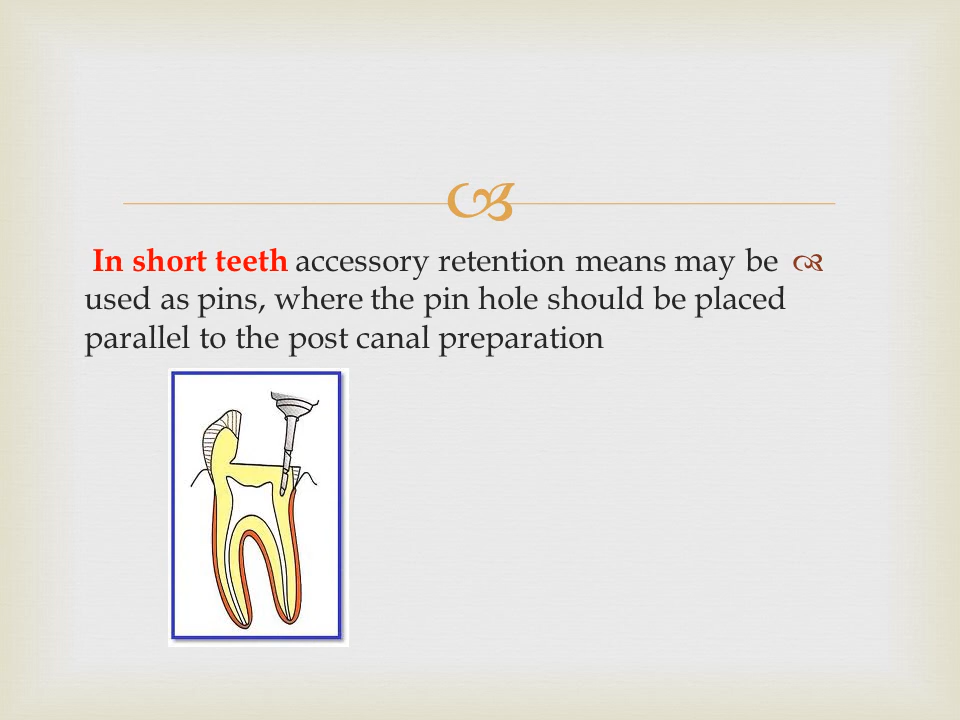 In short teeth accessory retention means may be
used as pins, where the pin hole should be placed
parallel to the post canal preparation